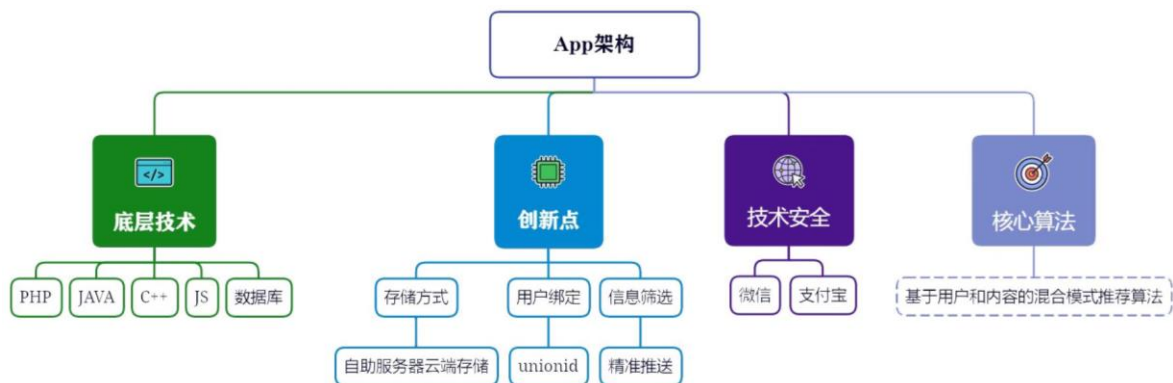 App架构
</>
底层技术
创新点
技术安全
核心算法
PHP
JAVA
C++
JS
数据库
存储方式
用户绑定
信息筛选
微信
支付宝
基于用户和内容的混合模式推荐算法
自助服务器云端存储
unionid
精准推送